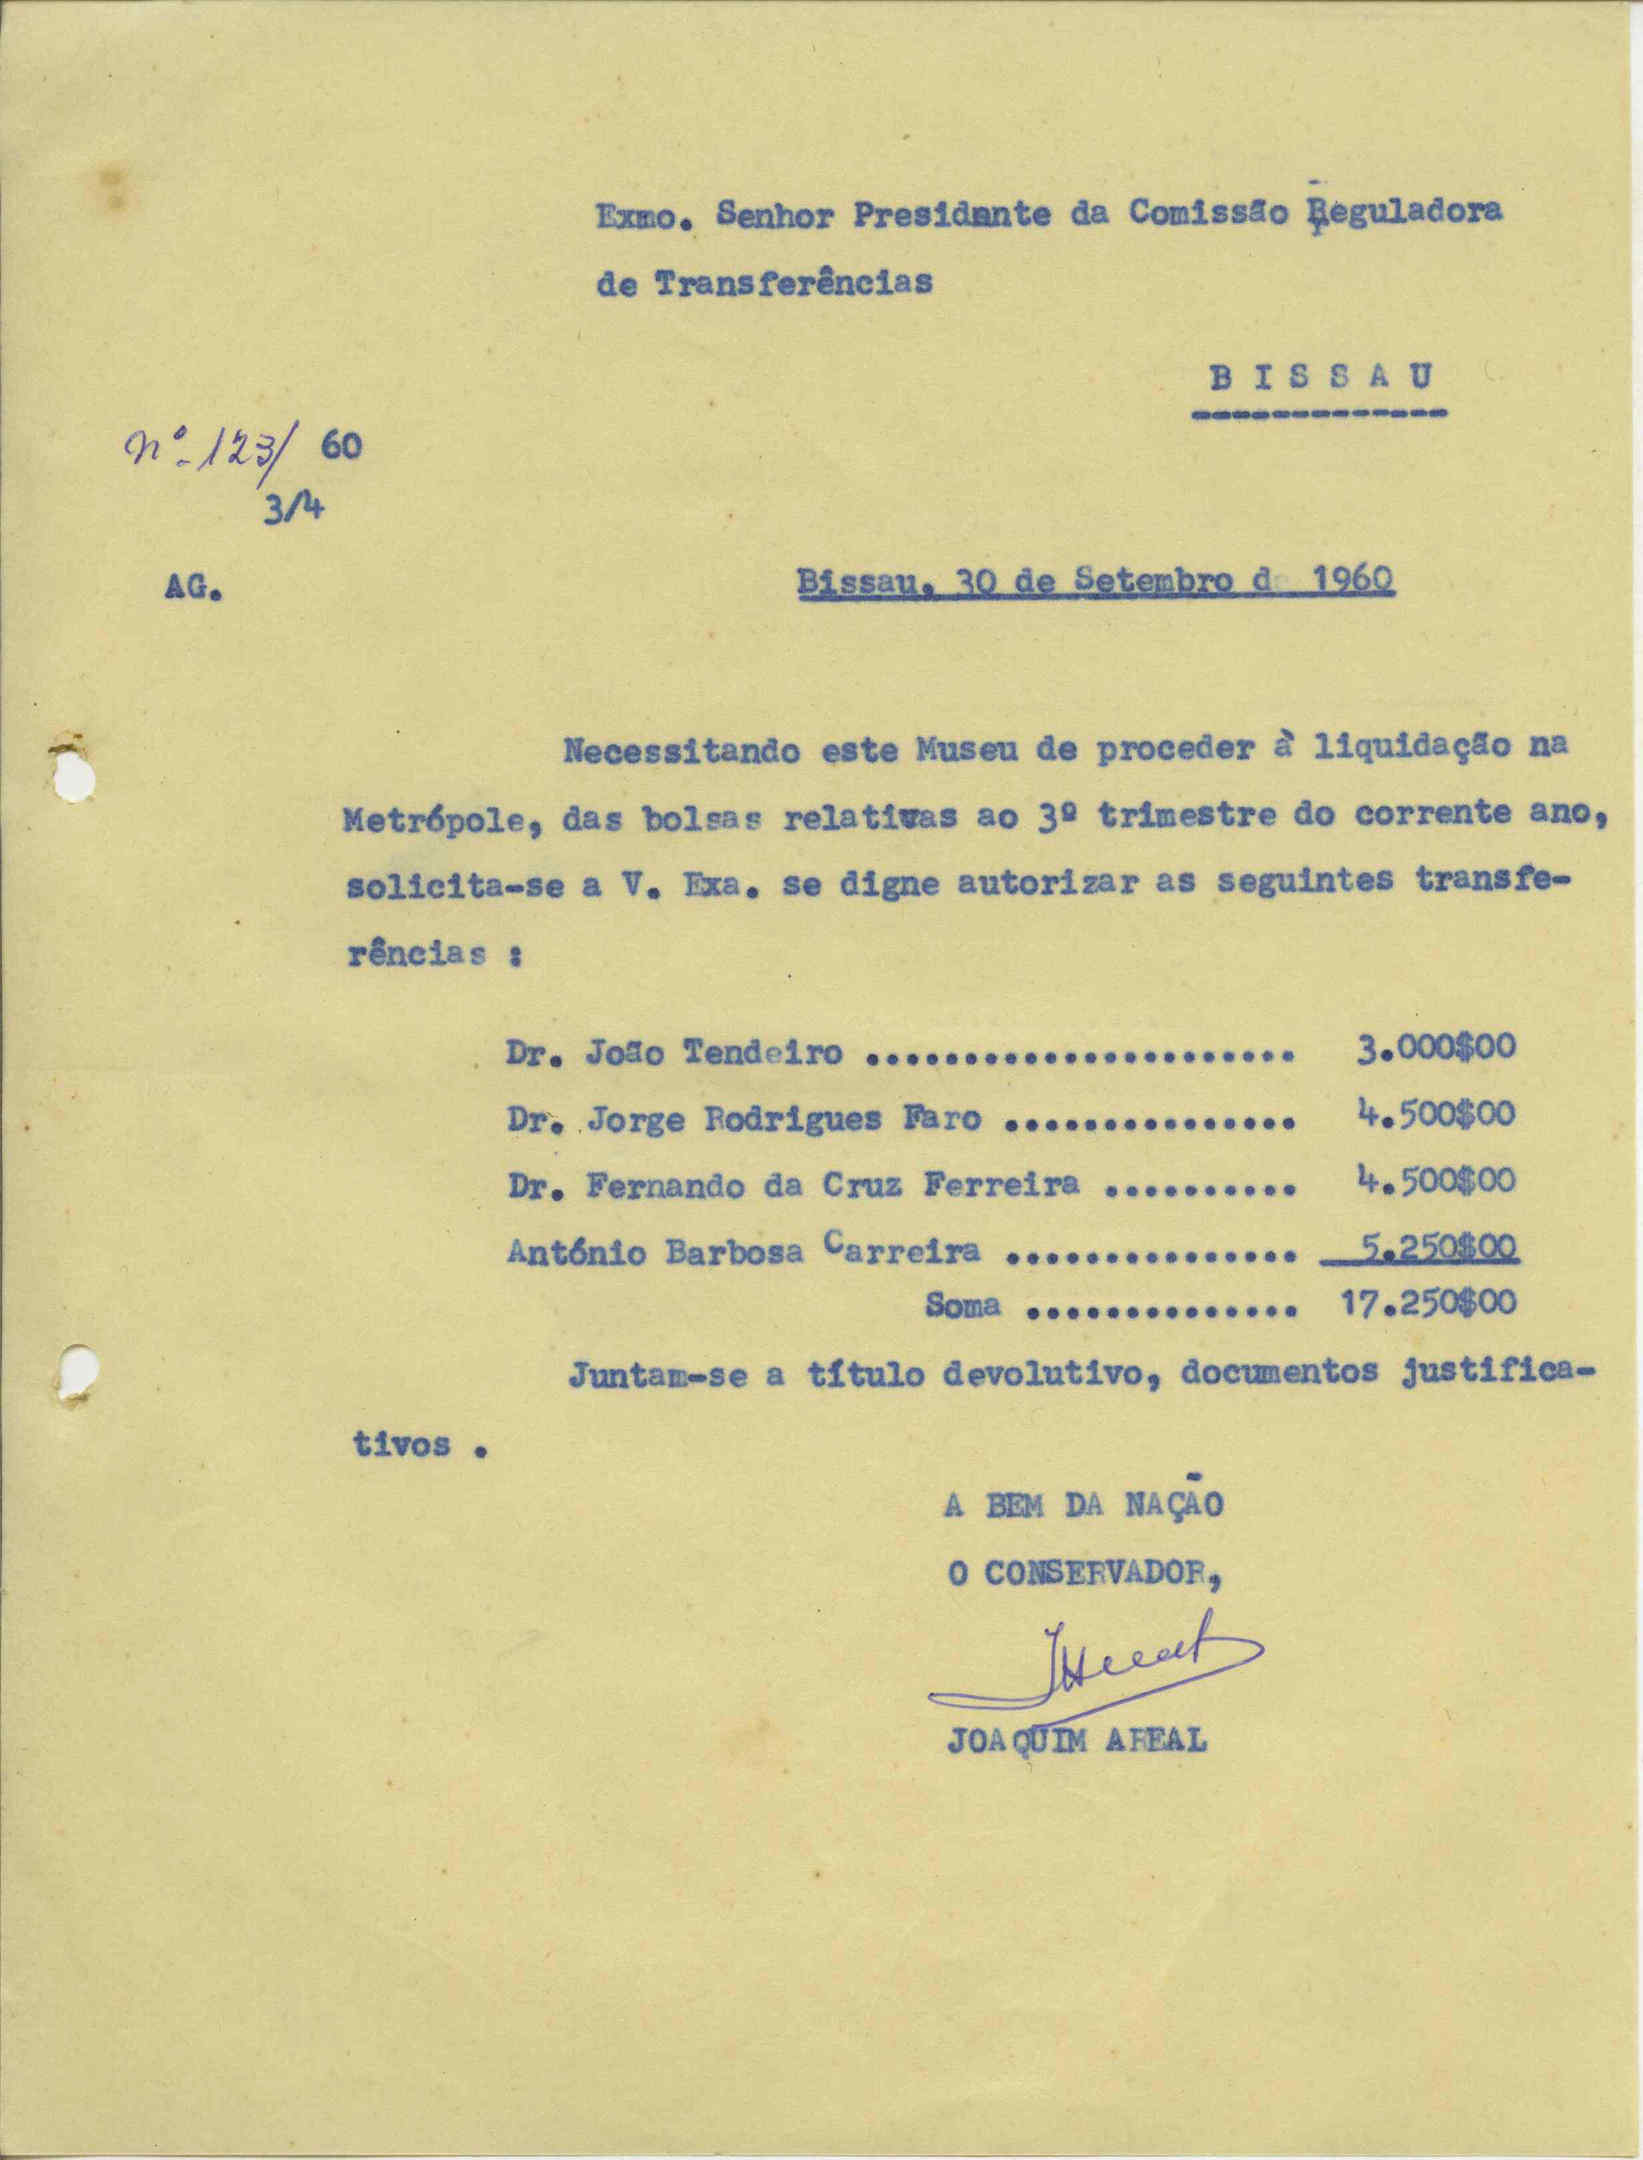 Exmo. Senhor Presidnnte da Comissão Reguladora
de Transferências
B I S S A U
nº. 123/ 60
3/4
AG.
Bissau, 30 de Setembro de 1960
Necessitando este Museu de proceder à liquidação na
Metrópole, das bolsas relativas ao 3º trimestre do corrente ano,
solicita-se a V. Exa. se digne autorizar as seguintes transfe-
rências :
Dr. João Tendeiro ...................... 3.000$00
Dr. Jorge Rodrigues Faro ............... 4.500$00
Dr. Fernando da Cruz Ferreira .......... 4.500$00
António Barbosa Carreira ............... 5.250$00
Soma .............. 17.250$00
Juntam-se a título devolutivo, documentos justifica-
tivos .
A BEM DA NAÇÃO
O CONSERVADOR,
JOAQUIM AREAL